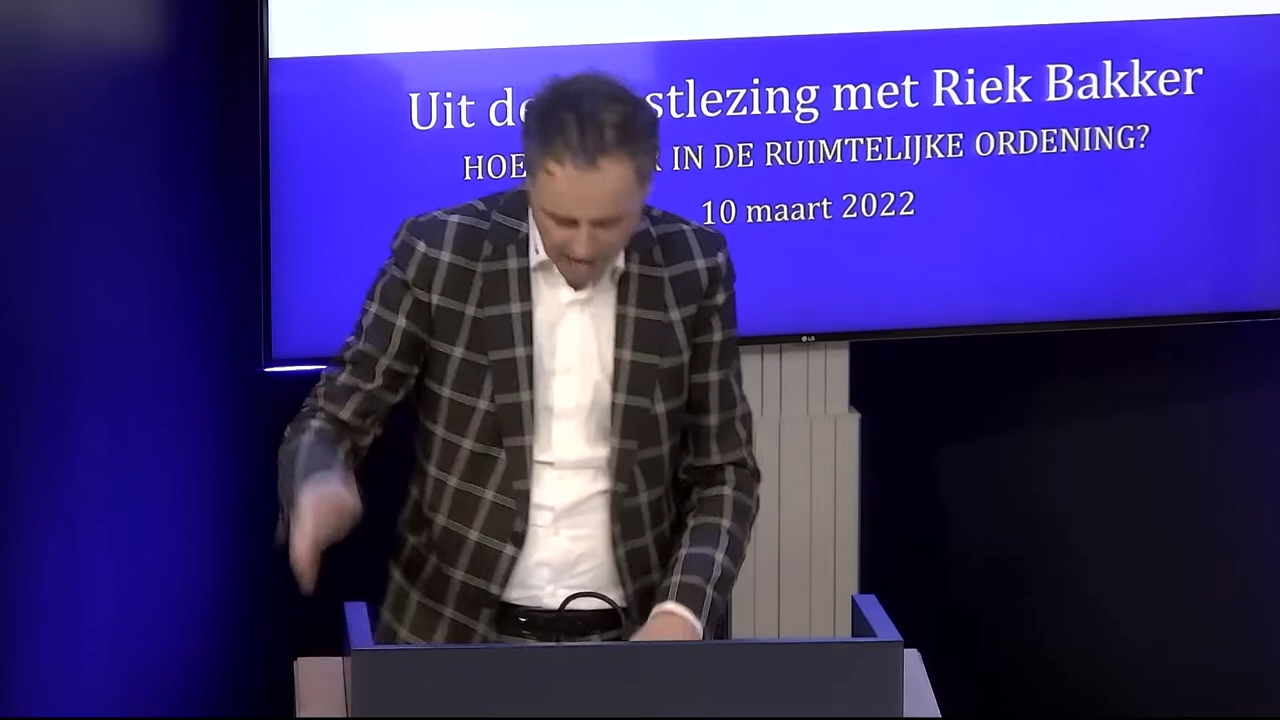 Uit de stlezing met Riek Bakker
HOE IN DE RUIMTELIJKE ORDENING?
10 maart 2022
LG